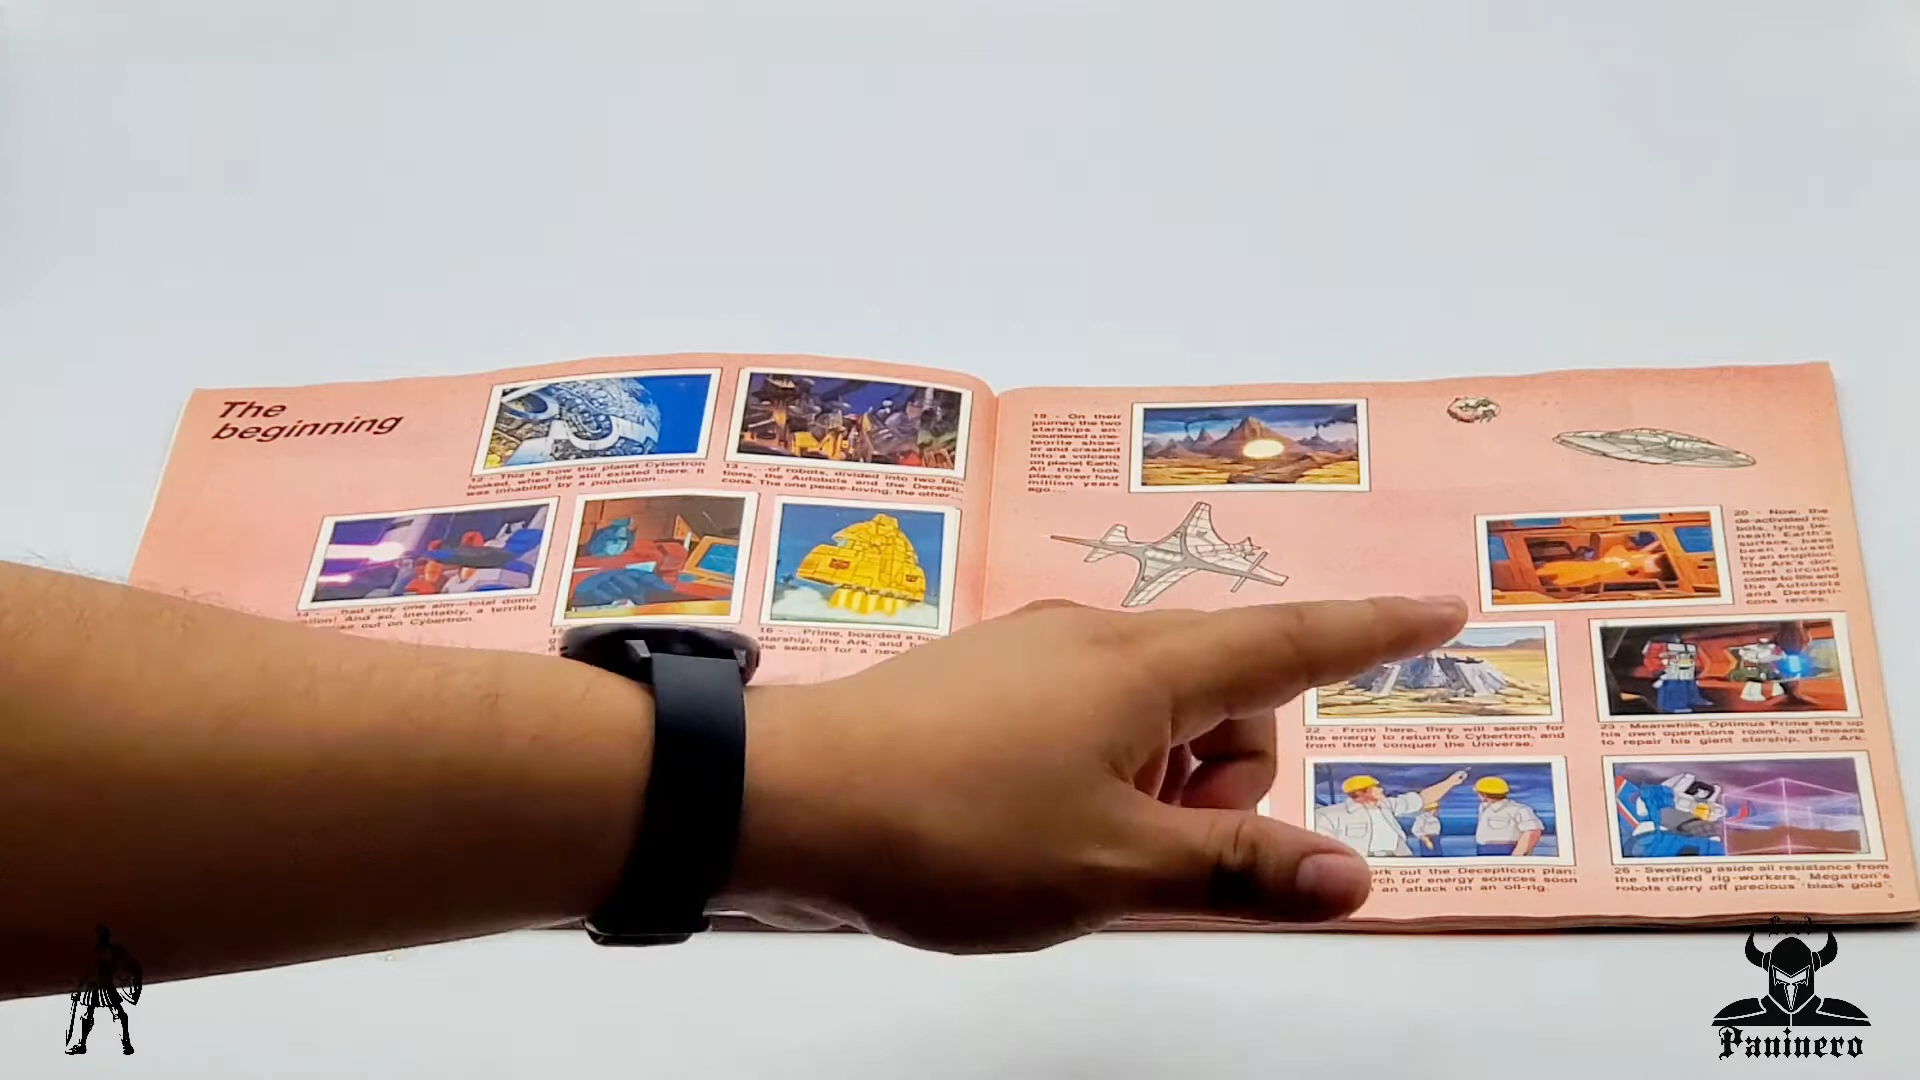 The
beginning
12 - This is how the planet Cybertron
looked, when life still existed there. It
was inhabited by a population...
13 - ...of robots, divided into two fac-
tions, the Autobots and the Decepti-
cons. The one peace-loving, the other...
14 - ...had only one aim—total domi-
tion! And so, inevitably, a terrible
out on Cybertron.
16 - ...Prime, boarded a
starship, the Ark, and
the search for a new
19 - On their
journey the two
starships en-
countered a me-
teorite show-
er and crashed
into a volcano
on planet Earth.
All this took
place over four
million years
ago...
20 - Now, the
de-activated ro-
bots, lying be-
neath Earth's
surface, have
been roused
by an eruption.
The Ark's dor-
mant circuits
come to life and
the Autobots
and Decepti-
cons revive.
22 - From here, they will search for
the energy to return to Cybertron, and
from there conquer the Universe.
23 - Meanwhile, Optimus Prime sets up
his own operations room, and means
to repair his giant starship, the Ark.
ork out the Decepticon plan:
rch for energy sources soon
an attack on an oil-rig.
26 - Sweeping aside all resistance from
the terrified rig-workers, Megatron's
robots carry off precious 'black gold'.
9
Lord
Paninero